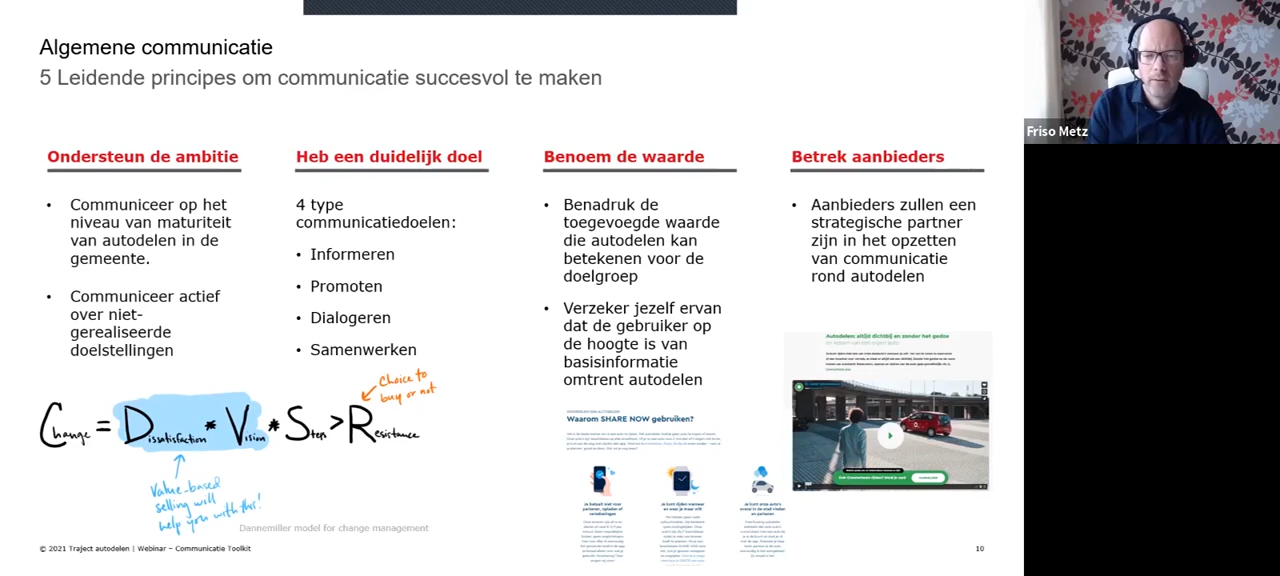 Algemene communicatie
5 Leidende principes om communicatie succesvol te maken
Friso Metz
Ondersteun de ambitie
• Communiceer op het
niveau van maturiteit
van autodelen in de
gemeente.
• Communiceer actief
over niet-
gerealiseerde
doelstellingen
Heb een duidelijk doel
4 type
communicatiedoelen:
• Informeren
• Promoten
• Dialogeren
• Samenwerken
Benoem de waarde
• Benadruk de
toegevoegde waarde
die autodelen kan
betekenen voor de
doelgroep
• Verzeker jezelf ervan
dat de gebruiker op
de hoogte is van
basisinformatie
omtrent autodelen
Betrek aanbieders
• Aanbieders zullen een
strategische partner
zijn in het opzetten
van communicatie
rond autodelen
Choice to
buy or not
Change = Dissatisfaction * Vision * Step > Resistance
Value-based
selling will
help you with this!
Dannemiller model for change management
Waarom SHARE NOW gebruiken?
Autodelen: altijd dichtbij en zonder het gedoe
© 2021 Traject autodelen | Webinar – Communicatie Toolkit
10